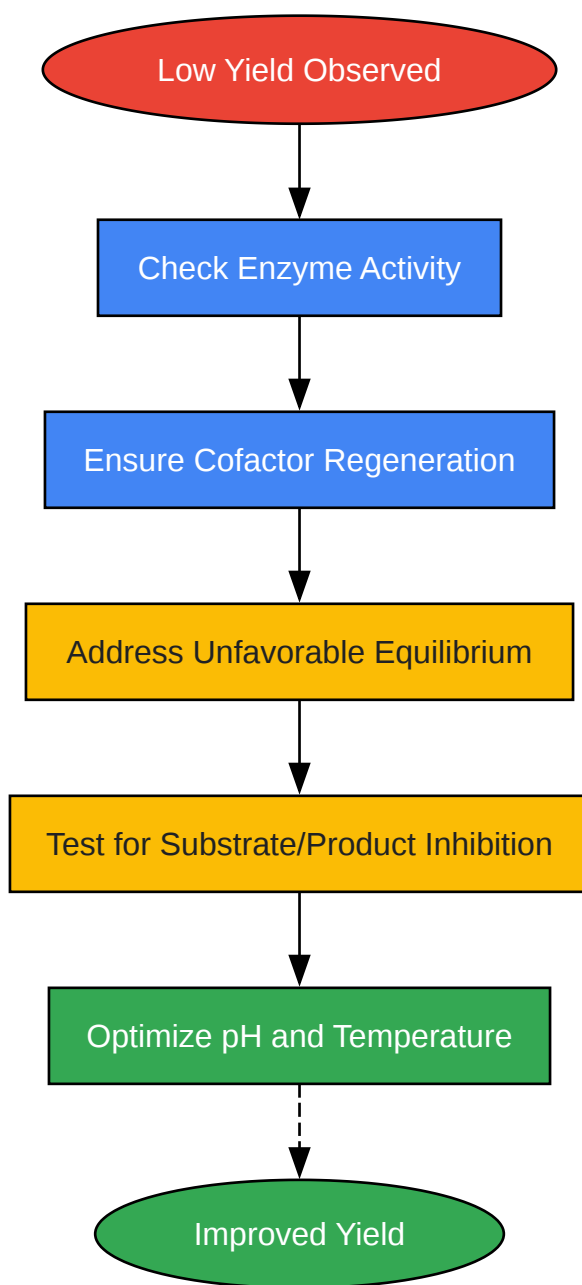 Low Yield Observed
Check Enzyme Activity
Ensure Cofactor Regeneration
Address Unfavorable Equilibrium
Test for Substrate/Product Inhibition
Optimize pH and Temperature
Improved Yield